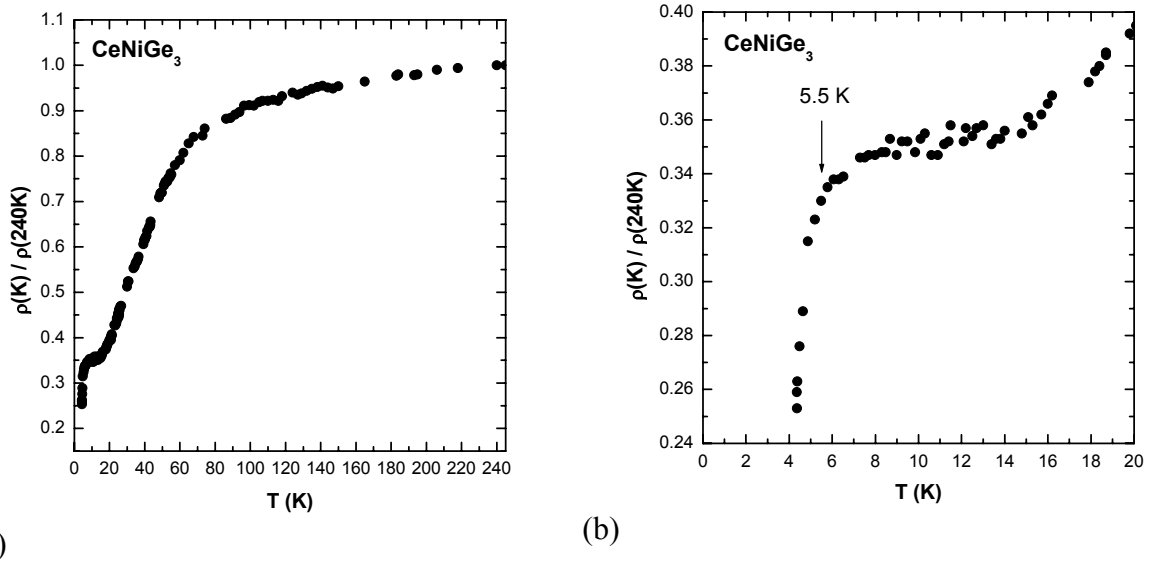 CeNiGe₃
1.1
1.0
0.9
0.8
0.7
0.6
0.5
0.4
0.3
0.2
ρ(K) / ρ(240K)
0 20 40 60 80 100 120 140 160 180 200 220 240
T (K)
)
CeNiGe₃
5.5 K
0.40
0.38
0.36
0.34
0.32
0.30
0.28
0.26
0.24
ρ(K) / ρ(240K)
0 2 4 6 8 10 12 14 16 18 20
T (K)
(b)